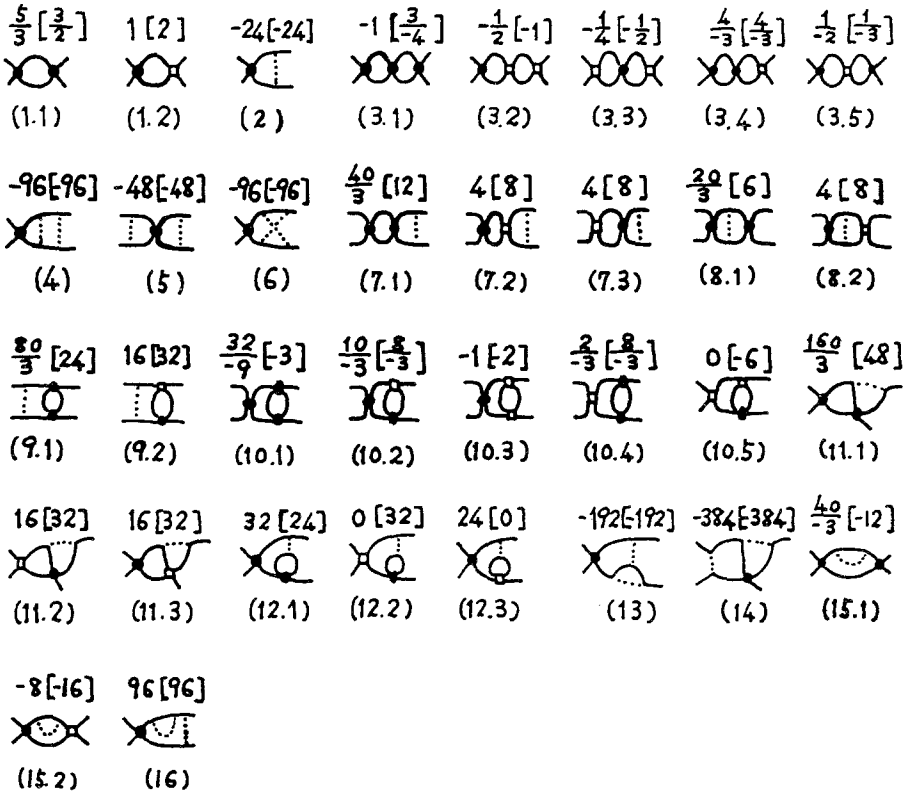 5/3 [3/2] 1 [2] -24[-24] -1 [3/-4] -1/2 [-1] -1/4 [-1/2] 4/-3 [4/-3] 1/-2 [1/-3]
(1.1) (1.2) (2) (3.1) (3.2) (3.3) (3.4) (3.5)
-96[-96] -48[-48] -96[-96] 40/3 [12] 4 [8] 4 [8] 20/3 [6] 4 [8]
(4) (5) (6) (7.1) (7.2) (7.3) (8.1) (8.2)
80/3 [24] 16[32] 32/-9 [-3] 10/-3 [8/-3] -1 [-2] 2/-3 [8/-3] 0 [-6] 160/3 [48]
(9.1) (9.2) (10.1) (10.2) (10.3) (10.4) (10.5) (11.1)
16 [32] 16 [32] 32 [24] 0 [32] 24 [0] -192[-192] -384[-384] 40/-3 [-12]
(11.2) (11.3) (12.1) (12.2) (12.3) (13) (14) (15.1)
-8[-16] 96 [96]
(15.2) (16)